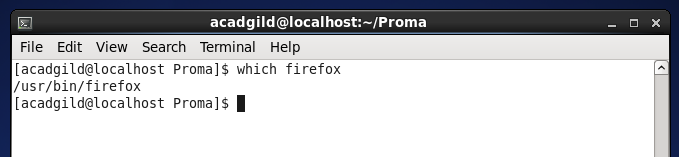 acadgild@localhost:~/Proma
File Edit View Search Terminal Help
[acadgild@localhost Proma]$ which firefox
/usr/bin/firefox
[acadgild@localhost Proma]$